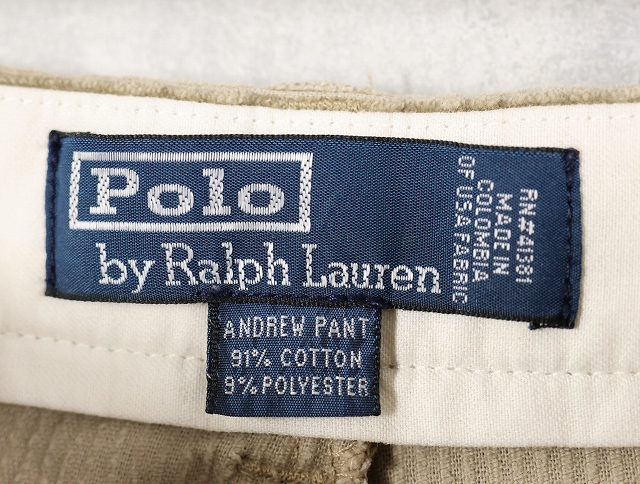 Polo
by Ralph Lauren
RN#41381
MADE IN
COLOMBIA
OF USA FABRIC
ANDREW PANT
91% COTTON
9% POLYESTER